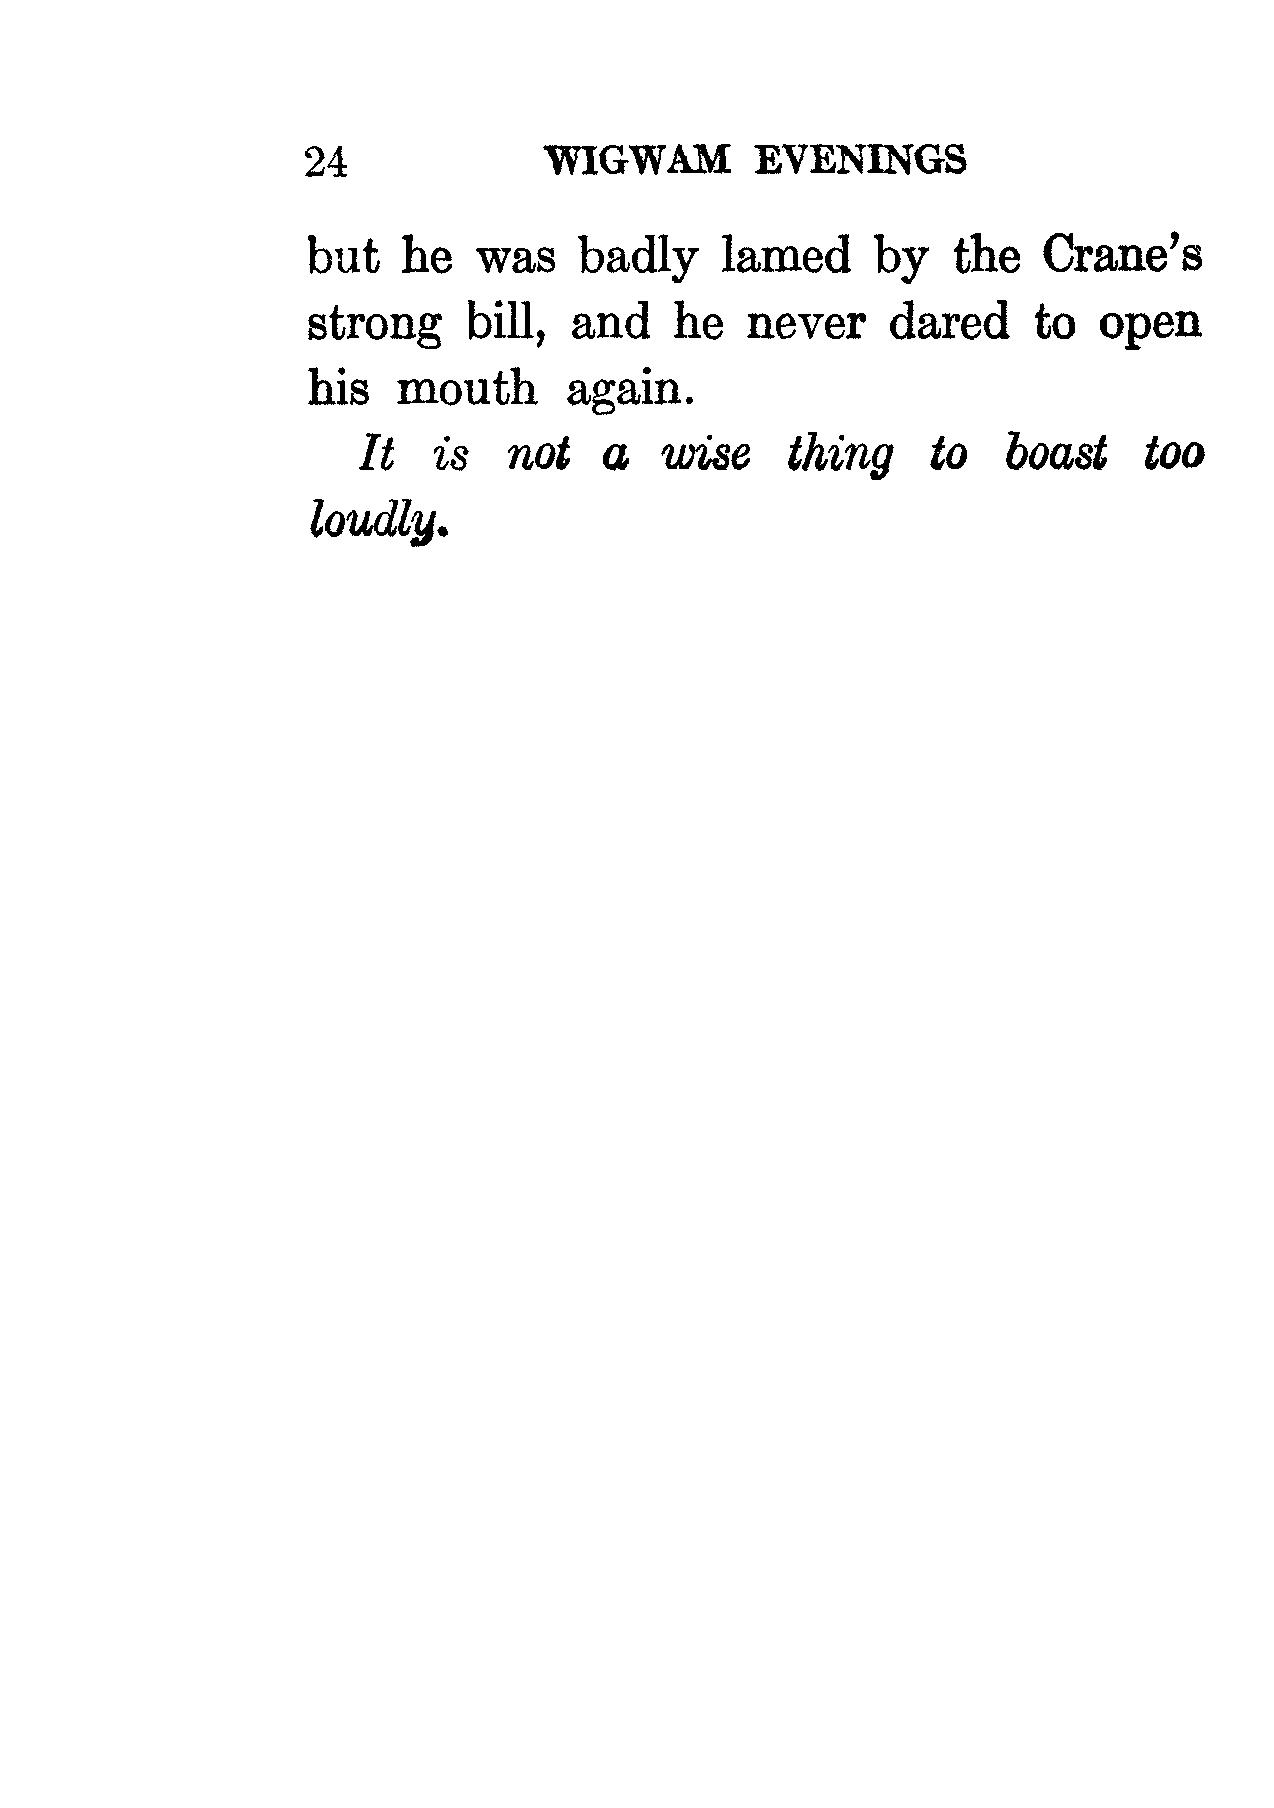 24 WIGWAM EVENINGS
but he was badly lamed by the Crane's
strong bill, and he never dared to open
his mouth again.
It is not a wise thing to boast too
loudly.